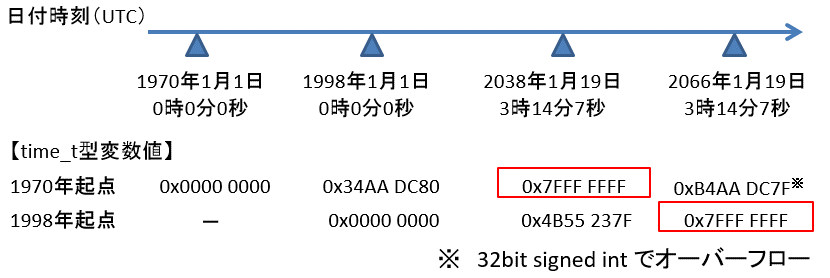 日付時刻(UTC)
1970年1月1日 1998年1月1日 2038年1月19日 2066年1月19日
0時0分0秒 0時0分0秒 3時14分7秒 3時14分7秒
【time_t型変数値】
1970年起点 0x0000 0000 0x34AA DC80 0x7FFF FFFF 0xB4AA DC7F※
1998年起点 ― 0x0000 0000 0x4B55 237F 0x7FFF FFFF
※ 32bit signed int でオーバーフロー